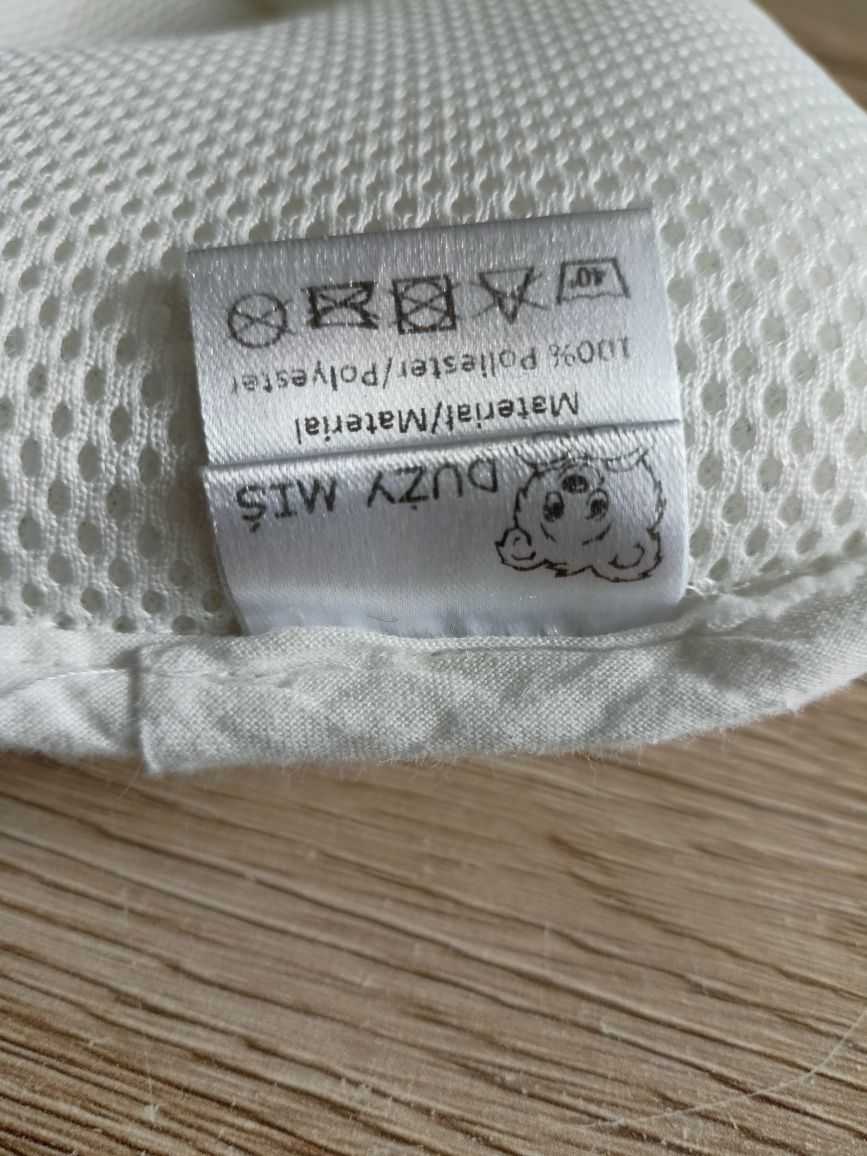 DUŻY MIŚ
Materiał/Material
100% Poliester/Polyester
40°